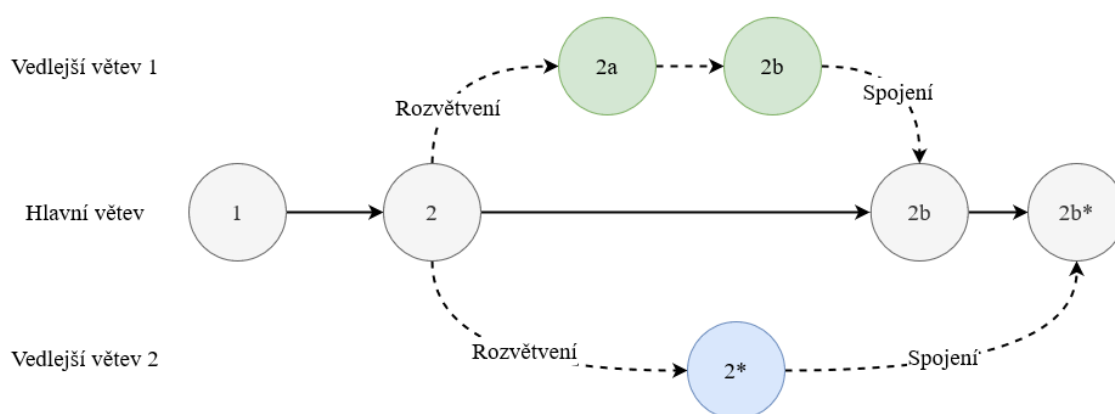 Vedlejší větev 1
2a
2b
Rozvětvení
Spojení
Hlavní větev
1
2
2b
2b*
Vedlejší větev 2
Rozvětvení
2*
Spojení